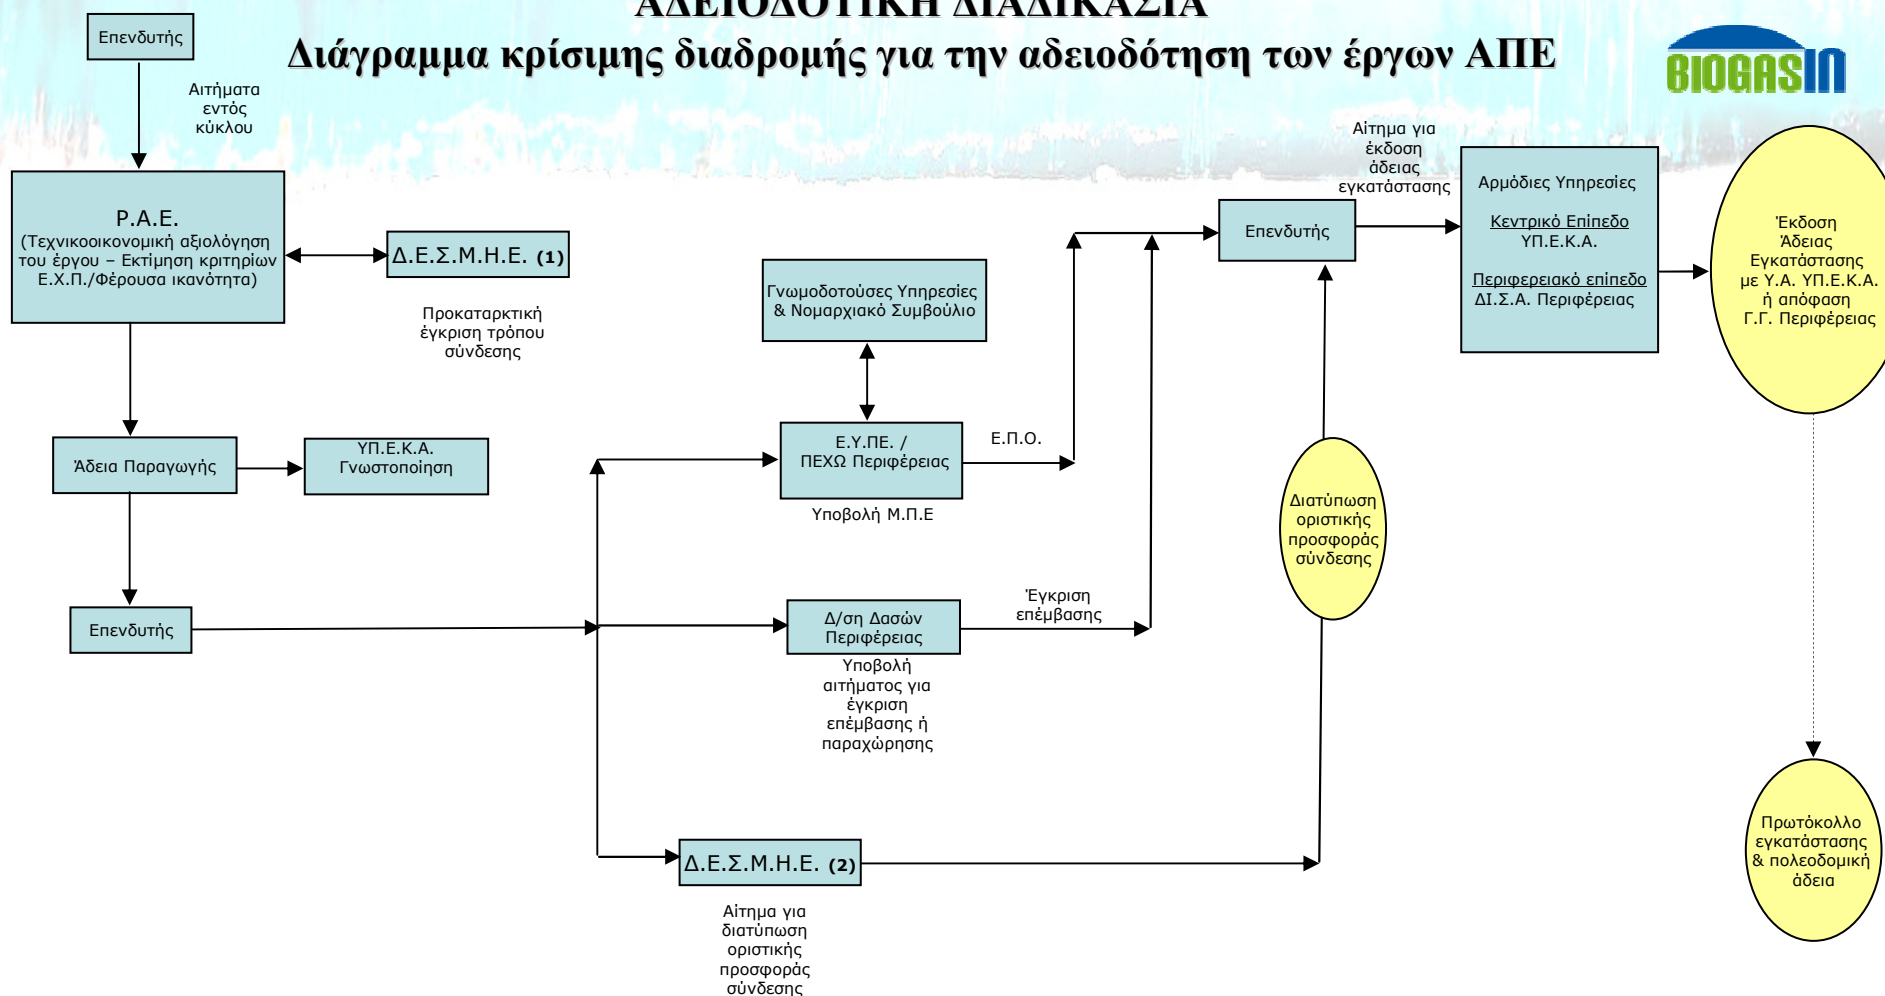 ΑΔΕΙΟΔΟΤΙΚΗ ΔΙΑΔΙΚΑΣΙΑ
Διάγραμμα κρίσιμης διαδρομής για την αδειοδότηση των έργων ΑΠΕ
BIOGASIN
Επενδυτής
Αιτήματα
εντός
κύκλου
Ρ.Α.Ε.
(Τεχνικοοικονομική αξιολόγηση
του έργου – Εκτίμηση κριτηρίων
Ε.Χ.Π./Φέρουσα ικανότητα)
Δ.Ε.Σ.Μ.Η.Ε. (1)
Προκαταρκτική
έγκριση τρόπου
σύνδεσης
Άδεια Παραγωγής
ΥΠ.Ε.Κ.Α.
Γνωστοποίηση
Επενδυτής
Γνωμοδοτούσες Υπηρεσίες
& Νομαρχιακό Συμβούλιο
Ε.Υ.ΠΕ. /
ΠΕΧΩ Περιφέρειας
Υποβολή Μ.Π.Ε
Ε.Π.Ο.
Δ/ση Δασών
Περιφέρειας
Υποβολή
αιτήματος για
έγκριση
επέμβασης ή
παραχώρησης
Έγκριση
επέμβασης
Δ.Ε.Σ.Μ.Η.Ε. (2)
Αίτημα για
διατύπωση
οριστικής
προσφοράς
σύνδεσης
Διατύπωση
οριστικής
προσφοράς
σύνδεσης
Επενδυτής
Αίτημα για
έκδοση
άδειας
εγκατάστασης
Αρμόδιες Υπηρεσίες
Κεντρικό Επίπεδο
ΥΠ.Ε.Κ.Α.
Περιφερειακό επίπεδο
ΔΙ.Σ.Α. Περιφέρειας
Έκδοση
Άδειας
Εγκατάστασης
με Υ.Α. ΥΠ.Ε.Κ.Α.
ή απόφαση
Γ.Γ. Περιφέρειας
Πρωτόκολλο
εγκατάστασης
& πολεοδομική
άδεια